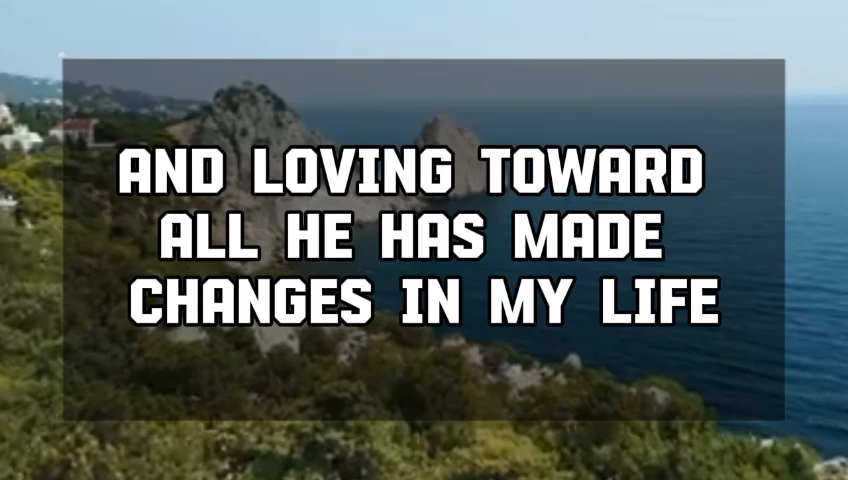 AND LOVING TOWARD
ALL HE HAS MADE
CHANGES IN MY LIFE